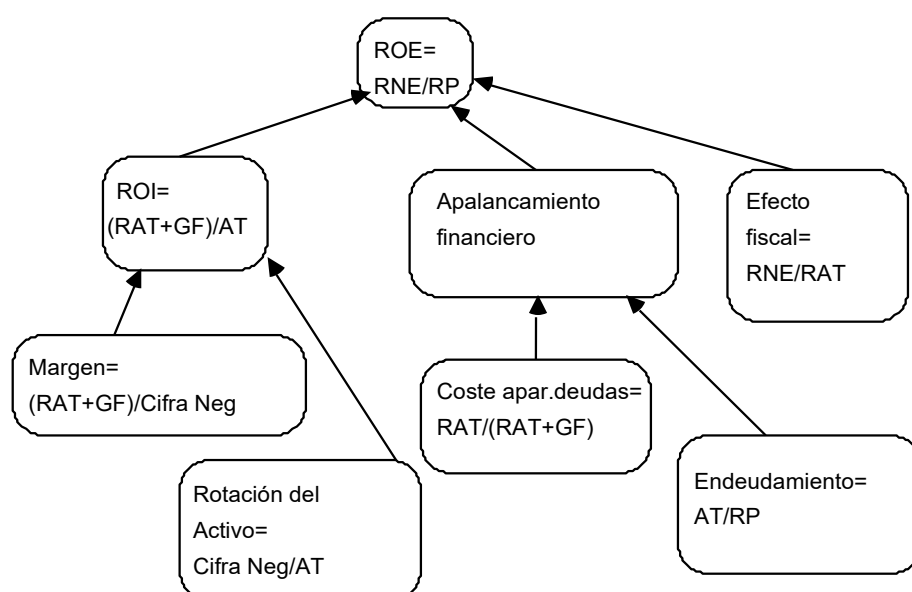 ROE=
RNE/RP
ROI=
(RAT+GF)/AT
Apalancamiento
financiero
Efecto
fiscal=
RNE/RAT
Margen=
(RAT+GF)/Cifra Neg
Coste apar.deudas=
RAT/(RAT+GF)
Rotación del
Activo=
Cifra Neg/AT
Endeudamiento=
AT/RP